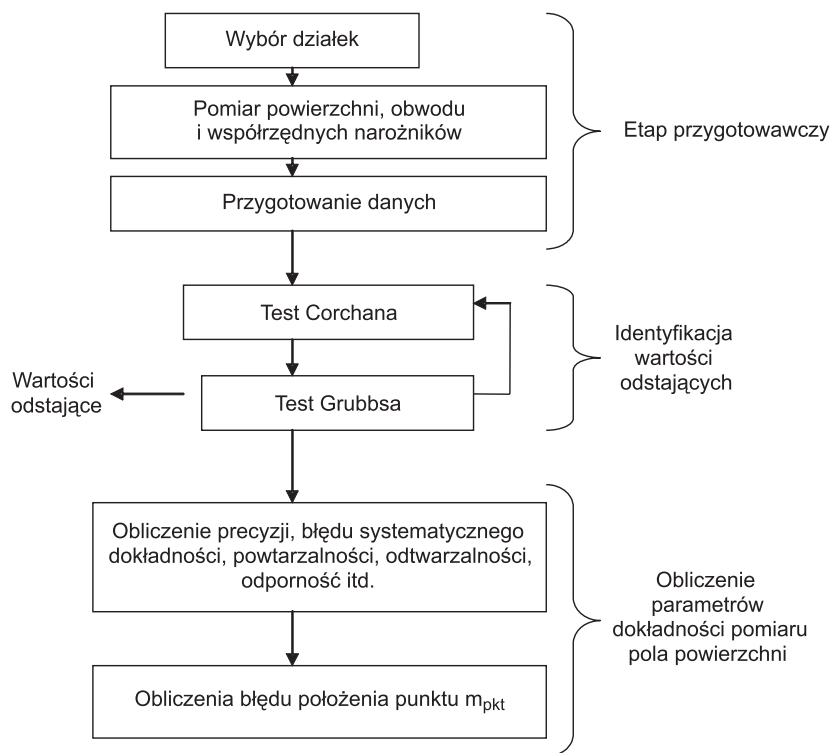 Wybór działek
Pomiar powierzchni, obwodu
i współrzędnych narożników
Etap przygotowawczy
Przygotowanie danych
Test Corchana
Identyfikacja
wartości
odstających
Wartości
odstające
Test Grubbsa
Obliczenie precyzji, błędu systematycznego
dokładności, powtarzalności, odtwarzalności,
odporność itd.
Obliczenie
parametrów
dokładności pomiaru
pola powierzchni
Obliczenia błędu położenia punktu mpkt